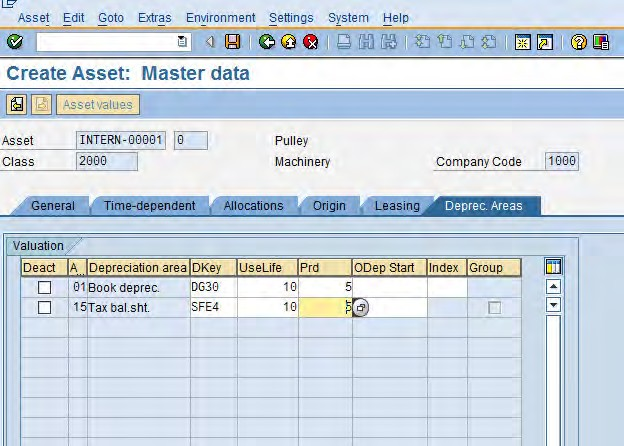 Asset Edit Goto Extras Environment Settings System Help
Create Asset: Master data
Asset values
Asset INTERN-00001 0 Pulley
Class 2000 Machinery Company Code 1000
General Time-dependent Allocations Origin Leasing Deprec. Areas
Valuation
Deact A... Depreciation area DKey UseLife Prd ODep Start Index Group
01 Book deprec. DG30 10 5
15 Tax bal.sht. SFE4 10